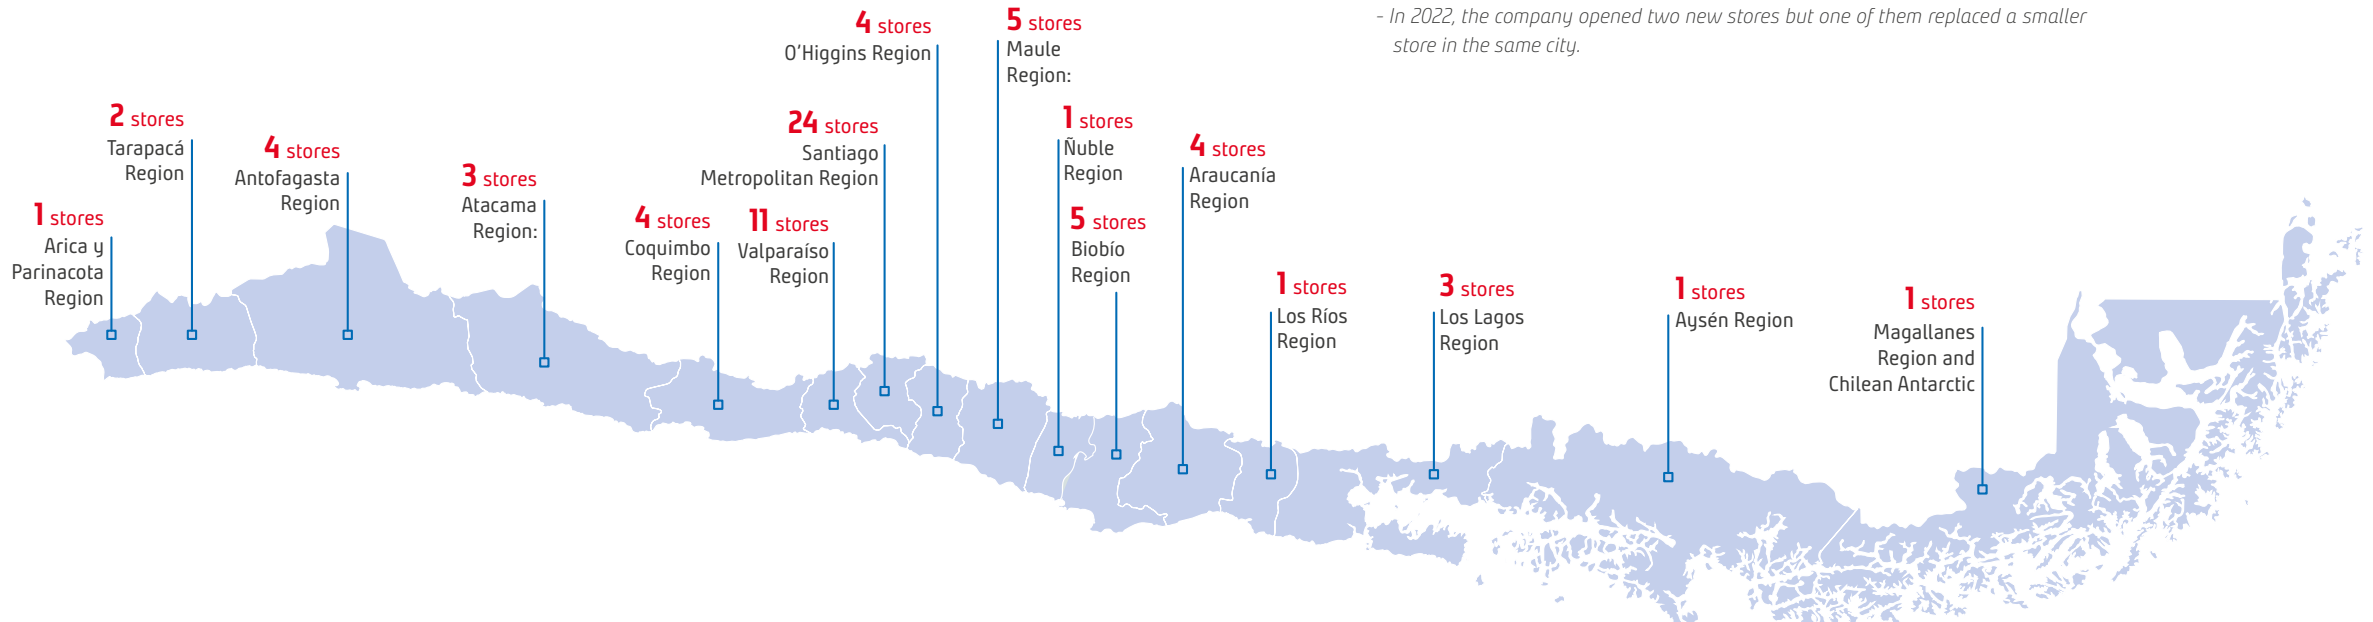 - In 2022, the company opened two new stores but one of them replaced a smaller
store in the same city.
1 stores
Arica y
Parinacota
Region
2 stores
Tarapacá
Region
4 stores
Antofagasta
Region
3 stores
Atacama
Region:
4 stores
Coquimbo
Region
11 stores
Valparaíso
Region
24 stores
Santiago
Metropolitan Region
4 stores
O'Higgins Region
5 stores
Maule
Region:
1 stores
Ñuble
Region
5 stores
Biobío
Region
4 stores
Araucanía
Region
1 stores
Los Ríos
Region
3 stores
Los Lagos
Region
1 stores
Aysén Region
1 stores
Magallanes
Region and
Chilean Antarctic